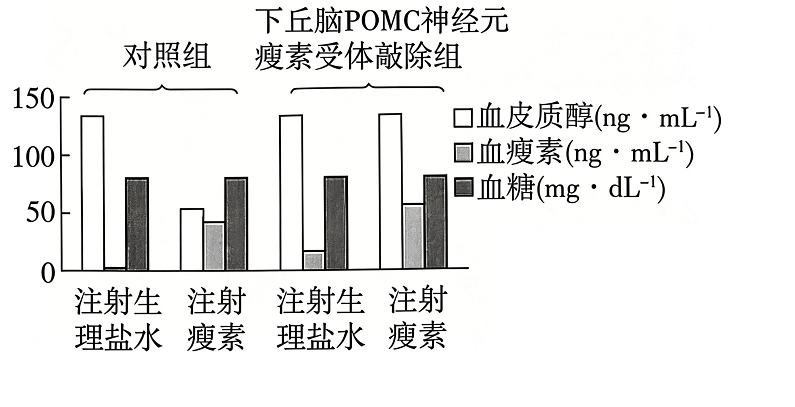 下丘脑POMC神经元
对照组 瘦素受体敲除组
150
100
50
0
血皮质醇(ng·mL⁻¹)
血瘦素(ng·mL⁻¹)
血糖(mg·dL⁻¹)
注射生 注射 注射生 注射
理盐水 瘦素 理盐水 瘦素